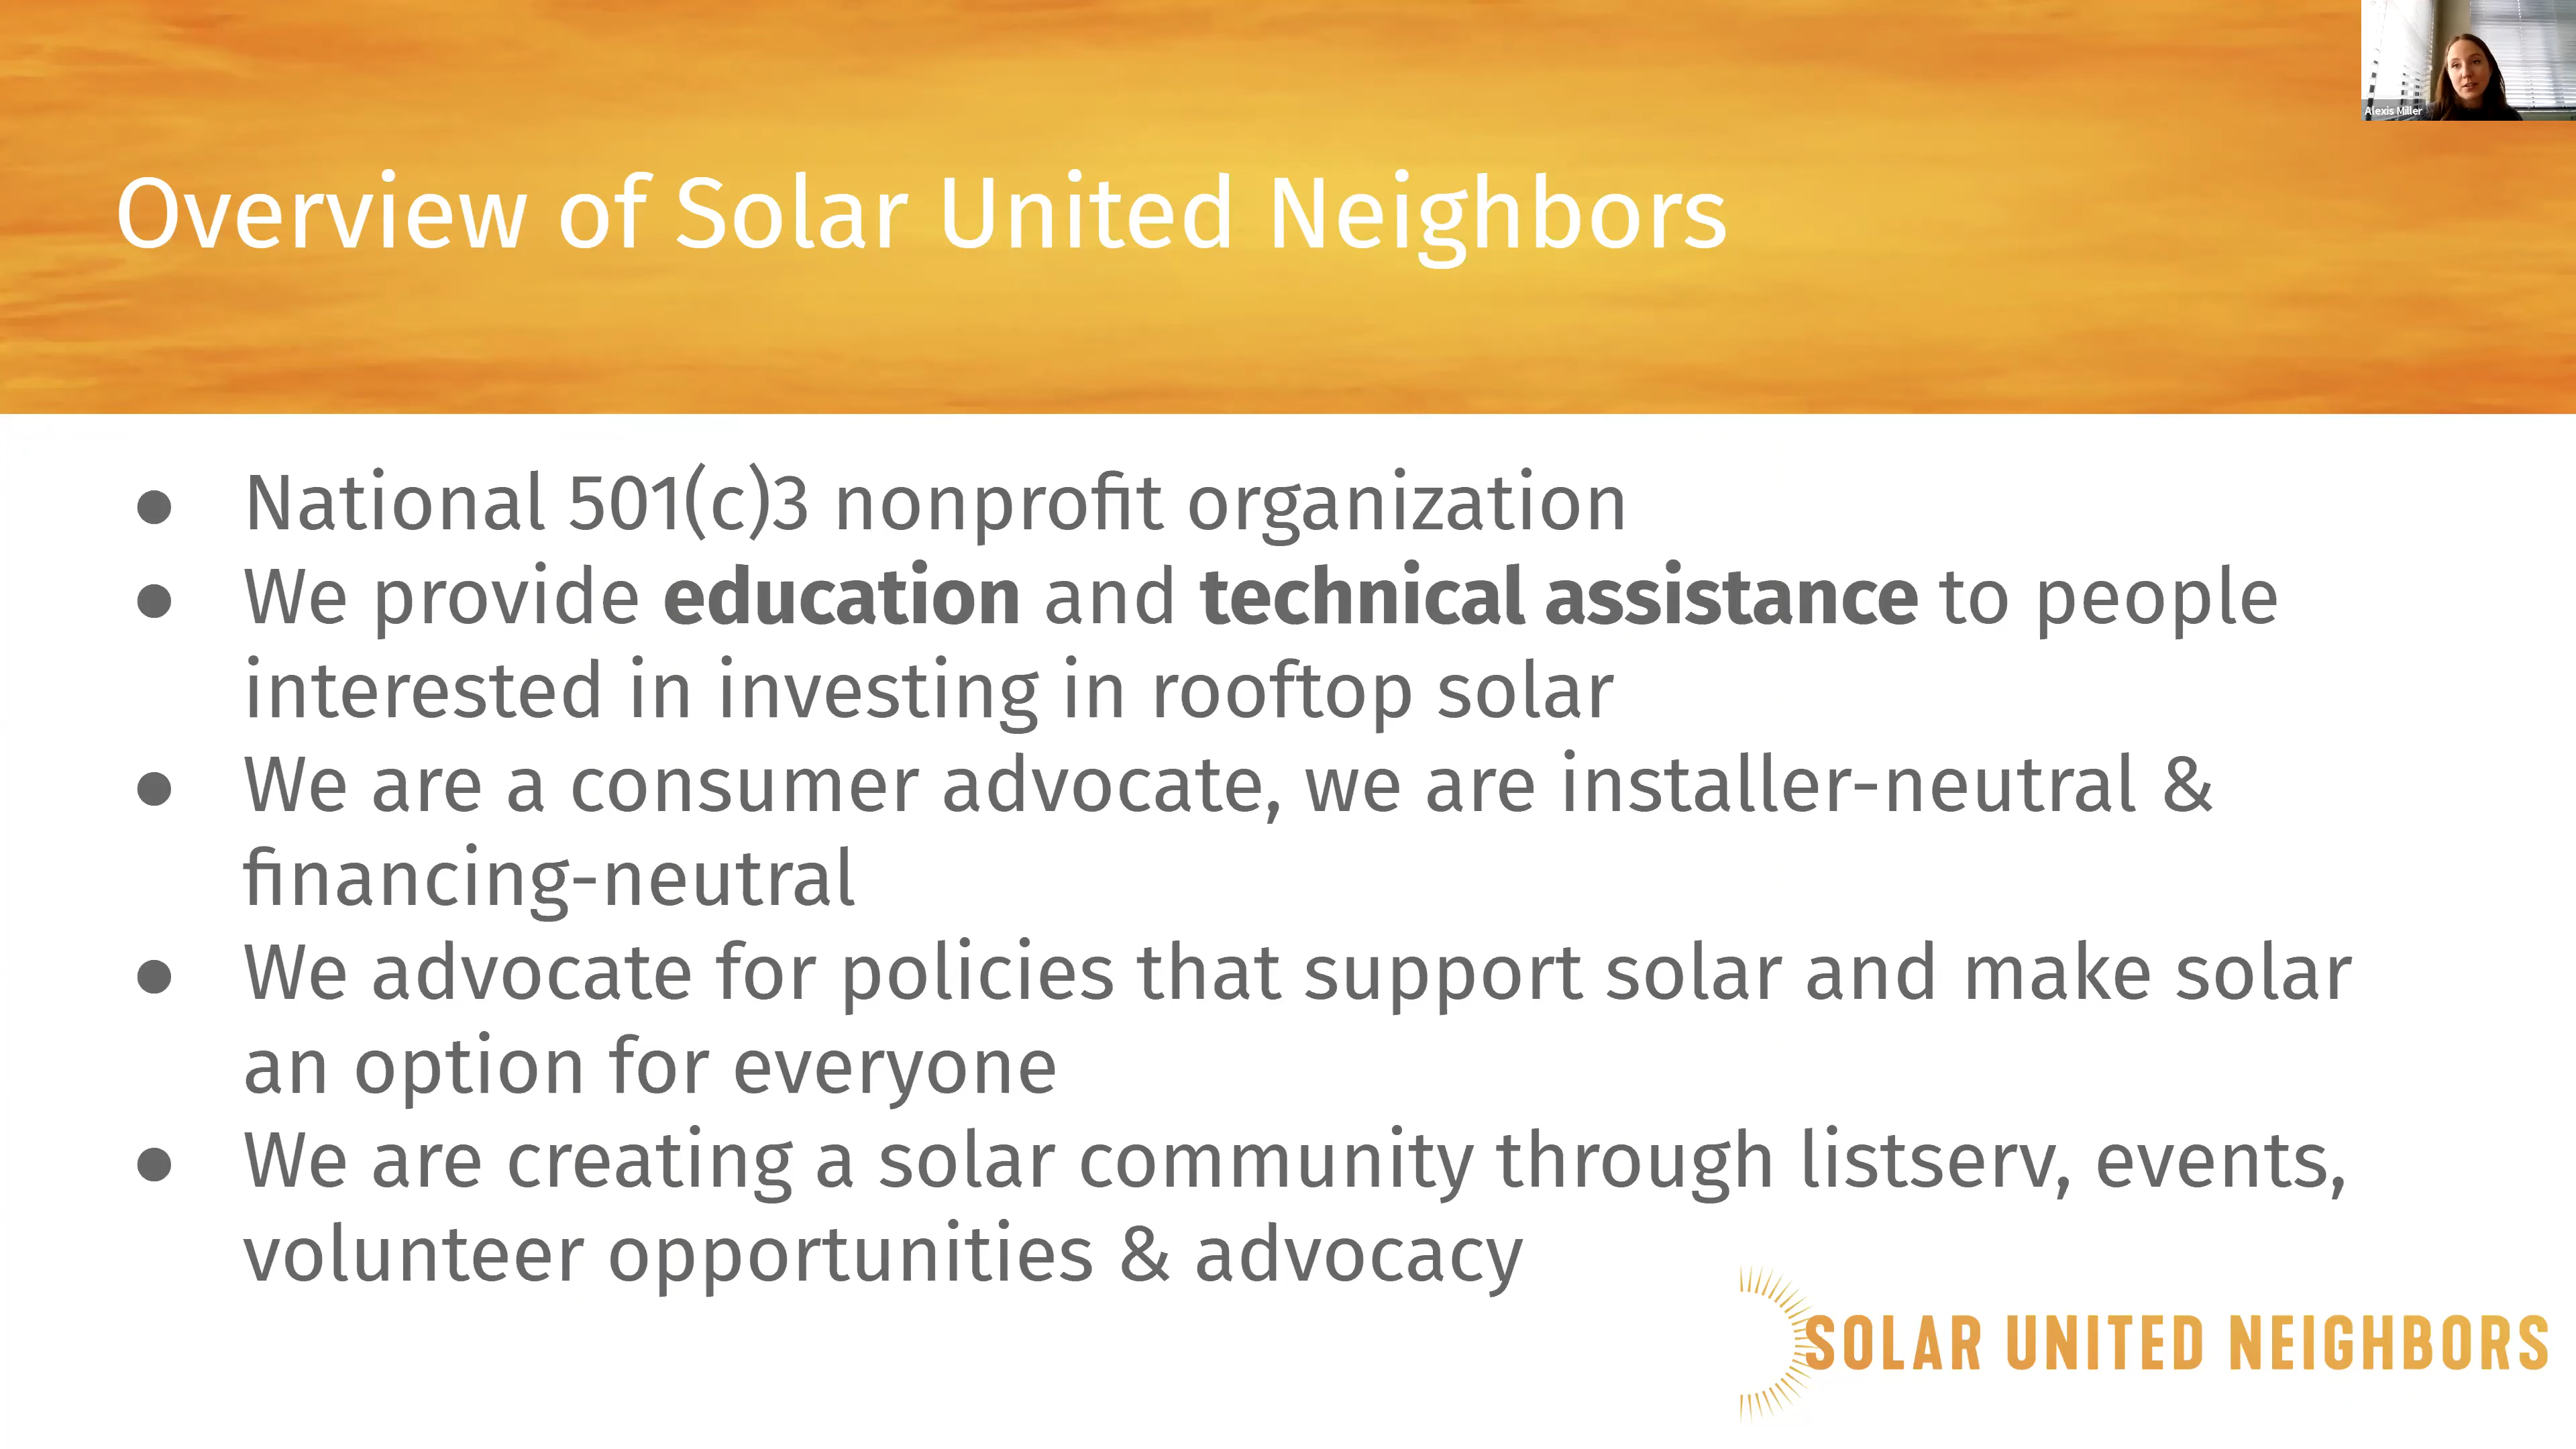 Alexis Miller
Overview of Solar United Neighbors
● National 501(c)3 nonprofit organization
● We provide education and technical assistance to people
interested in investing in rooftop solar
● We are a consumer advocate, we are installer-neutral &
financing-neutral
● We advocate for policies that support solar and make solar
an option for everyone
● We are creating a solar community through listserv, events,
volunteer opportunities & advocacy
SOLAR UNITED NEIGHBORS